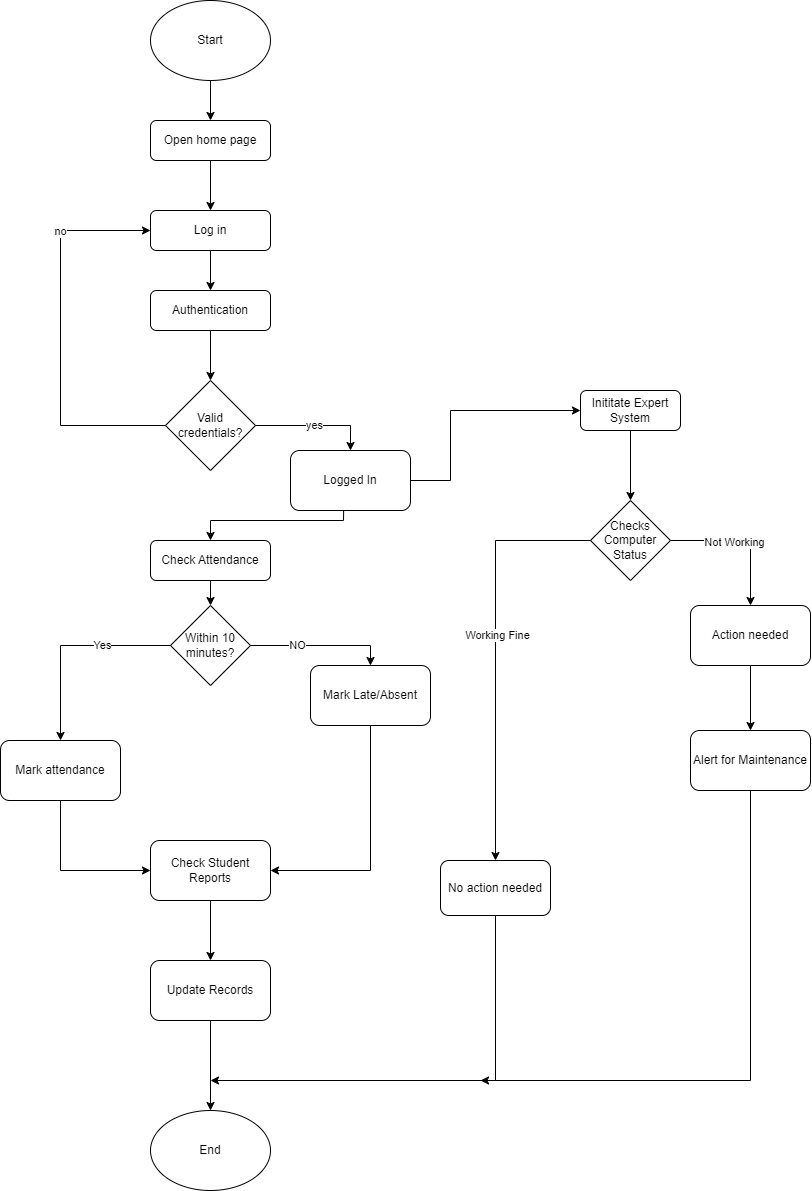 Start
Open home page
no
Log in
Authentication
Valid
credentials?
yes
Logged In
Inititate Expert
System
Checks
Computer
Status
Not Working
Check Attendance
Within 10
minutes?
Yes
NO
Working Fine
Action needed
Mark Late/Absent
Mark attendance
Alert for Maintenance
Check Student
Reports
No action needed
Update Records
End